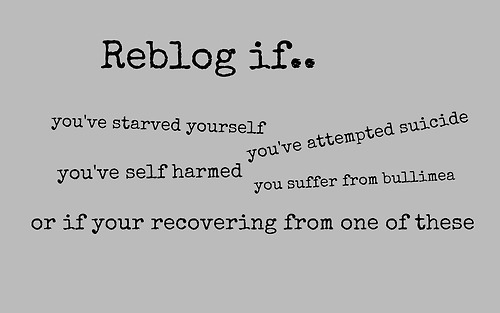 Reblog if..
you've starved yourself
you've attempted suicide
you've self harmed
you suffer from bullimea
or if your recovering from one of these